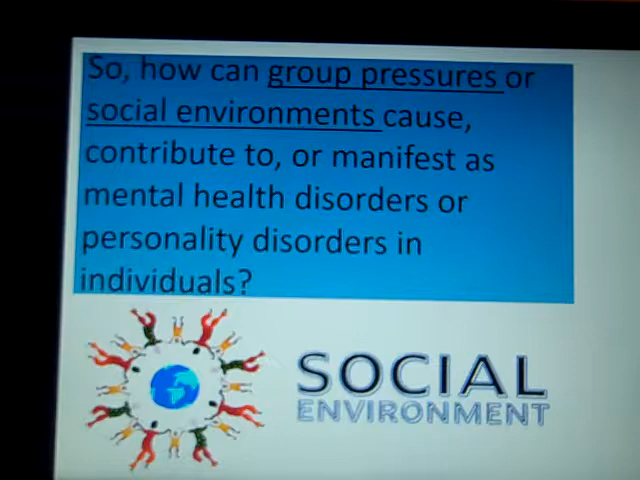 So, how can group pressures or
social environments cause,
contribute to, or manifest as
mental health disorders or
personality disorders in
individuals?
SOCIAL
ENVIRONMENT